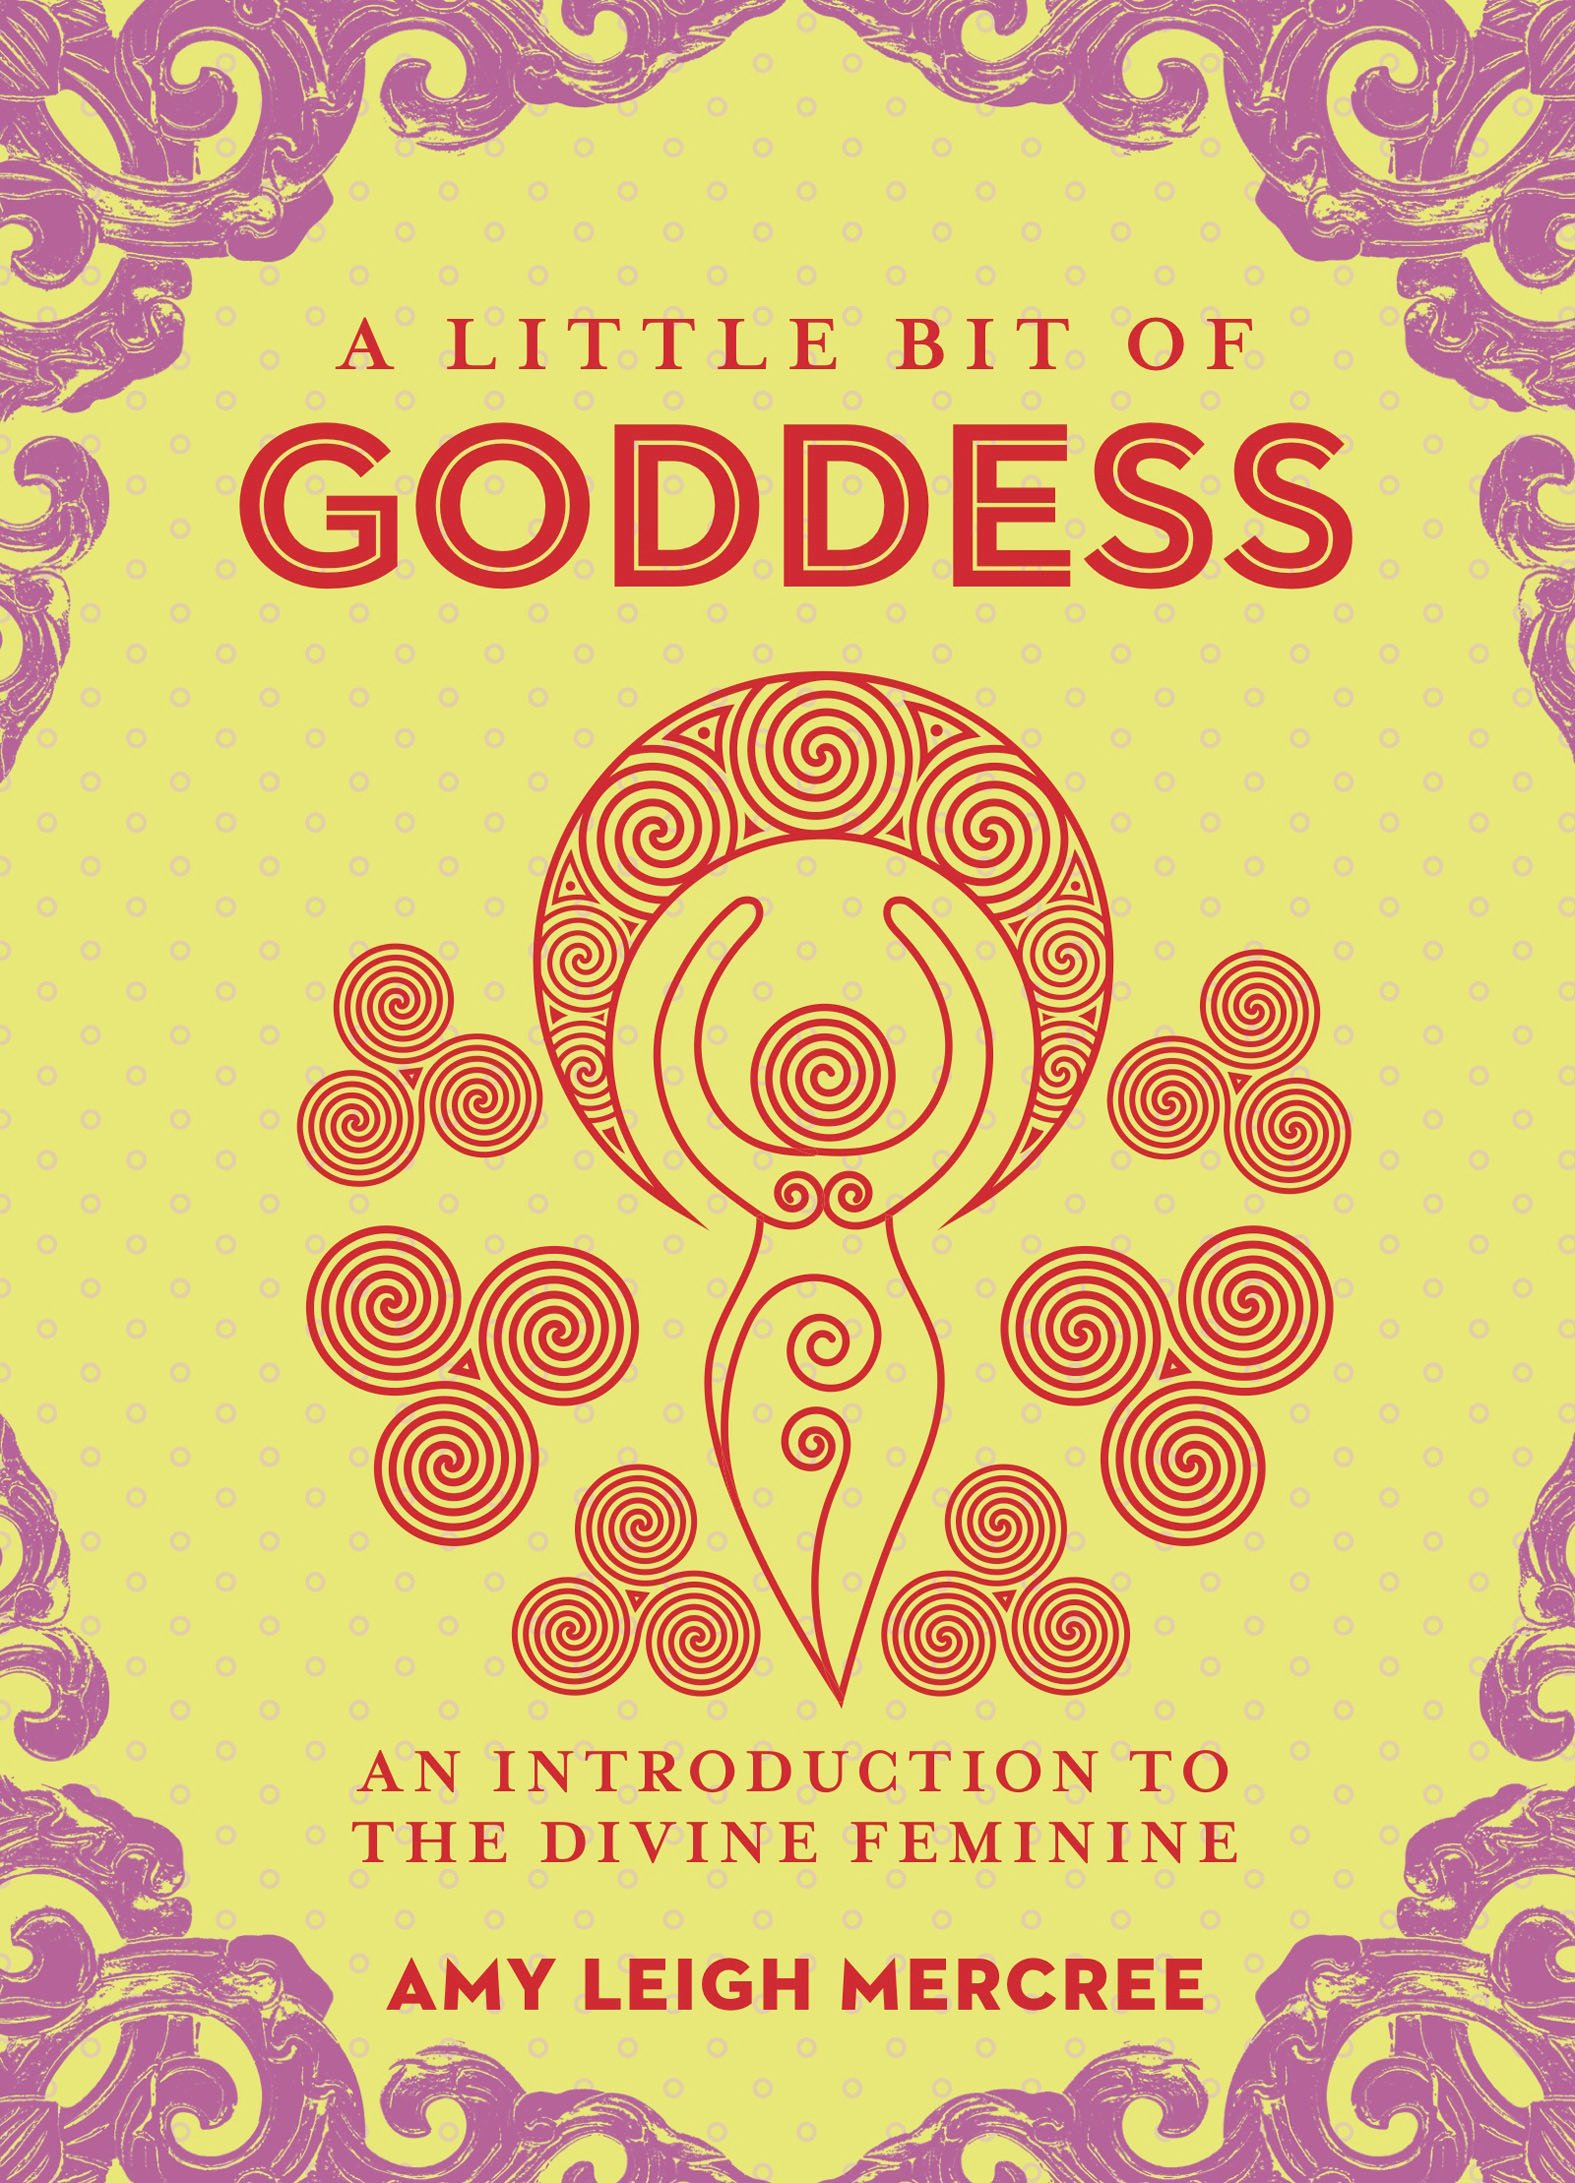 A LITTLE BIT OF
GODDESS
AN INTRODUCTION TO
THE DIVINE FEMININE
AMY LEIGH MERCREE